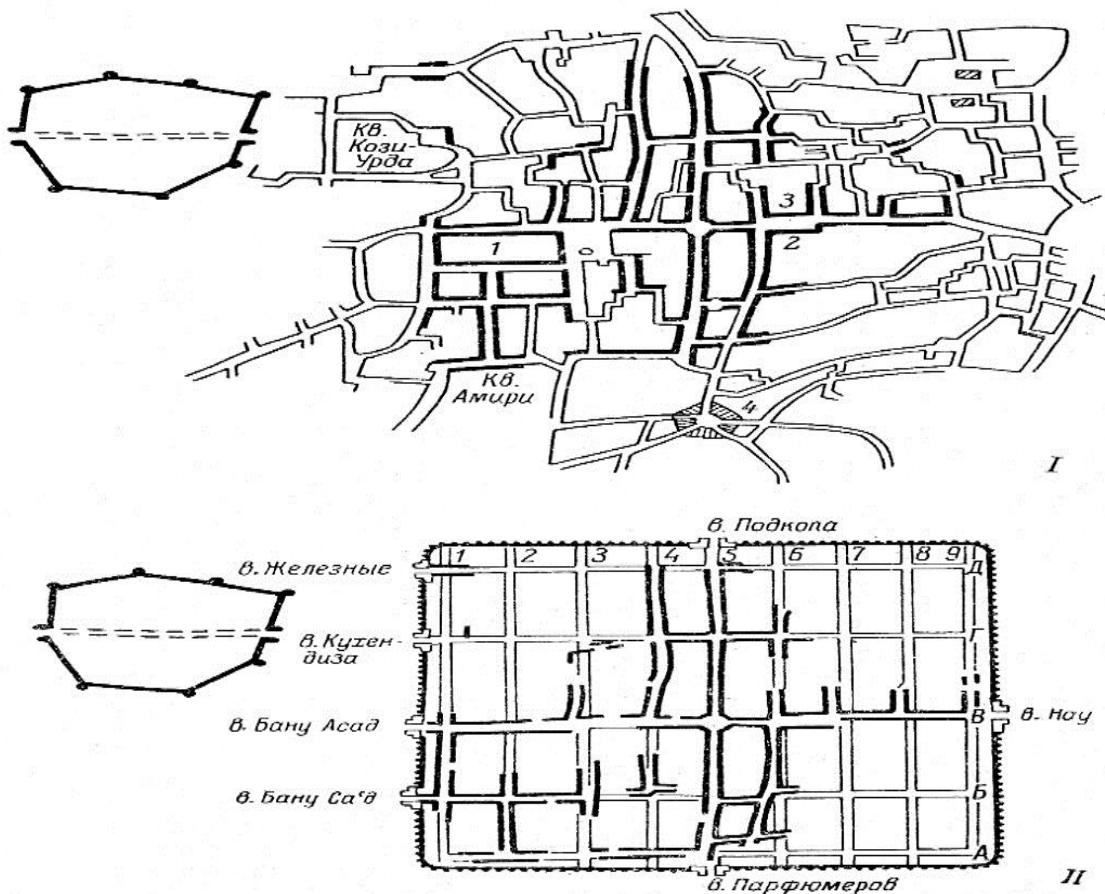 Кв.
Кози-
Урда
1
2
3
Кв.
Амири
4
I
в. Подкопа
в. Железные
1 2 3 4 5 6 7 8 9
Д
в. Кухен-
диза
Г
в. Бану Асад
В
в. Нау
в. Бану Са'д
Б
А
в. Парфюмеров
II